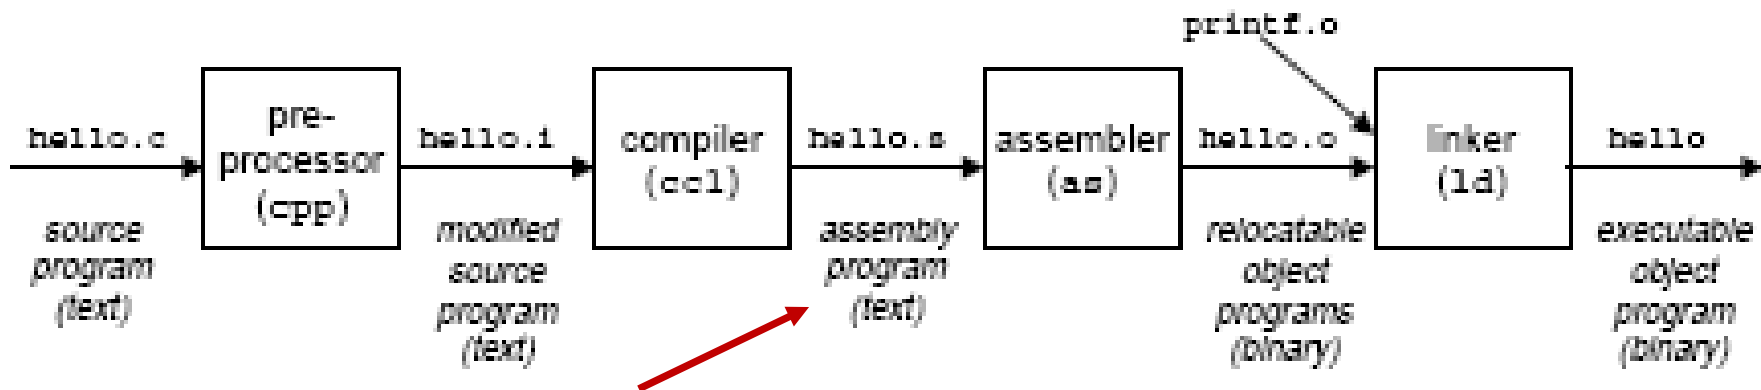 printf.o
hello.c
pre-
processor
(cpp)
hello.i
compiler
(cc1)
hello.s
assembler
(as)
hello.o
linker
(ld)
hello
source
program
(text)
modified
source
program
(text)
assembly
program
(text)
relocatable
object
programs
(binary)
executable
object
program
(binary)